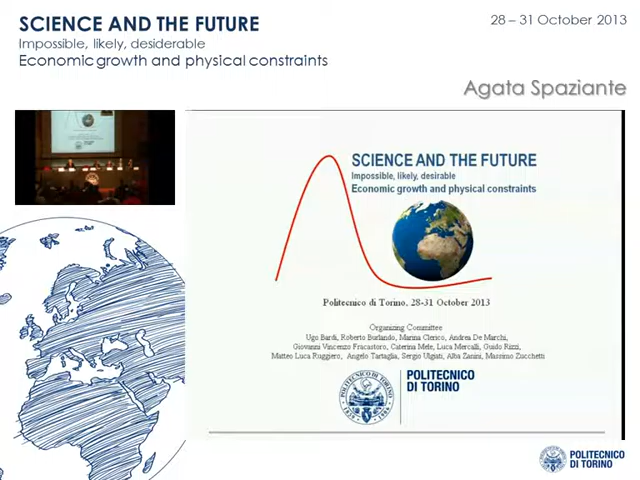 SCIENCE AND THE FUTURE
28 – 31 October 2013
Impossible, likely, desiderable
Economic growth and physical constraints
Agata Spaziante
SCIENCE AND THE FUTURE
Impossible, likely, desirable
Economic growth and physical constraints
Politecnico di Torino, 28-31 October 2013
Organizing Committee
Ugo Bardi, Roberto Burlando, Marina Clerico, Andrea De Marchi,
Giovanni Vincenzo Fracastoro, Caterina Mele, Luca Mercalli, Guido Rizzi,
Matteo Luca Ruggiero, Angelo Tartaglia, Sergio Ulgiati, Alba Zanini, Massimo Zucchetti
POLITECNICO
DI TORINO
POLITECNICO
DI TORINO